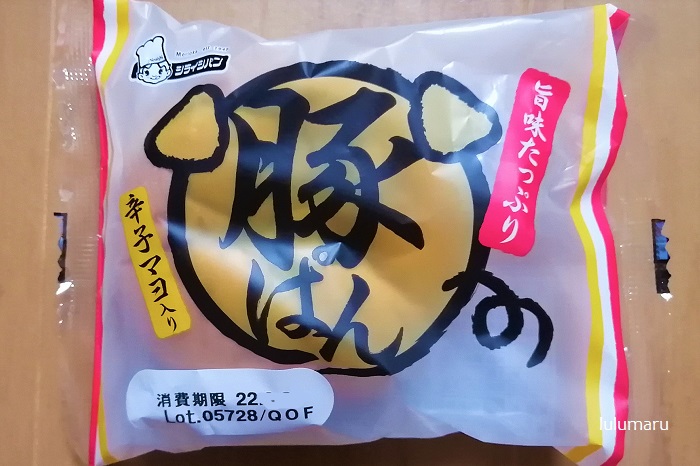 シライシパン
旨味たっぷり
豚
ぱん
辛子マヨ入り
消費期限 22.
Lot.05728/QOF
lulumaru